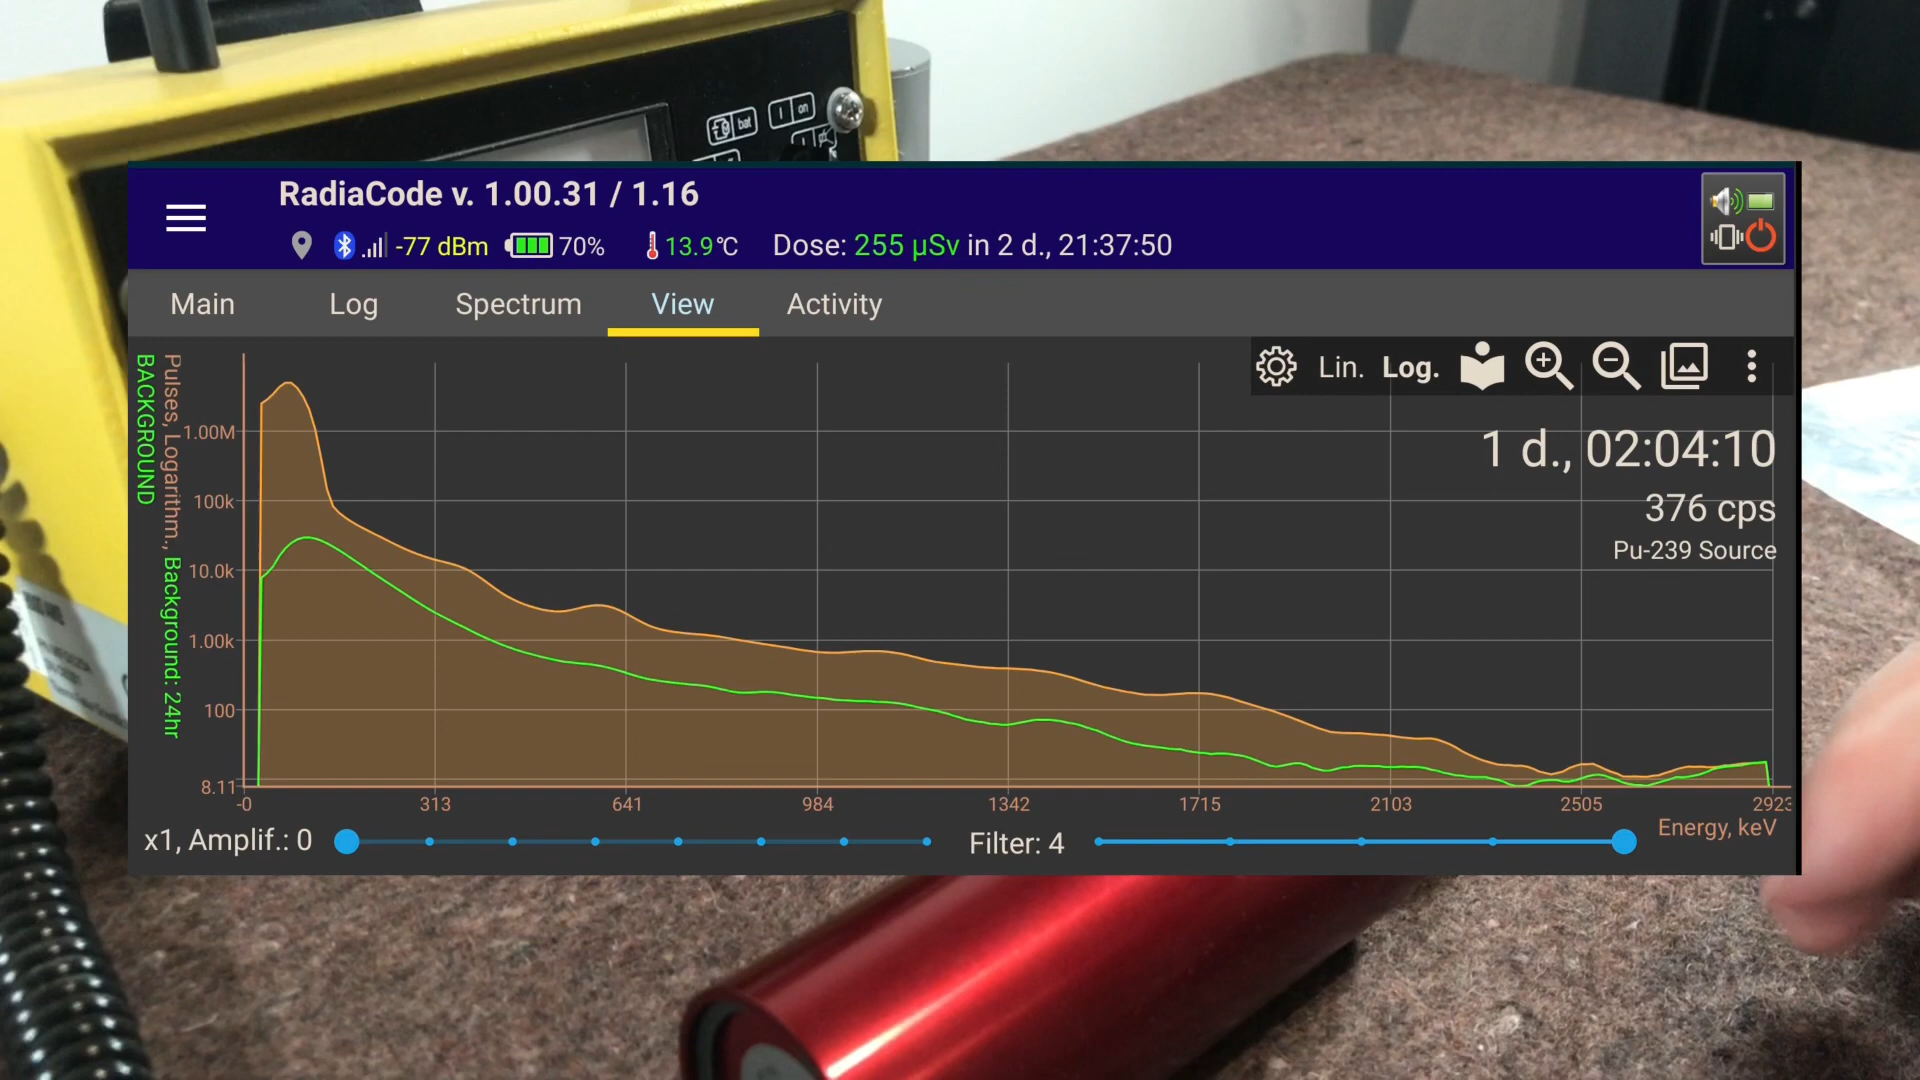 bat
on
RadiaCode v. 1.00.31 / 1.16
-77 dBm 70% 13.9°C Dose: 255 µSv in 2 d., 21:37:50
Main Log Spectrum View Activity
Lin. Log.
1 d., 02:04:10
376 cps
Pu-239 Source
BACKGROUND
Pulses, Logarithm., Background: 24hr
1.00M
100k
10.0k
1.00k
100
8.11
-0 313 641 984 1342 1715 2103 2505 2923
Energy, keV
x1, Amplif.: 0 Filter: 4